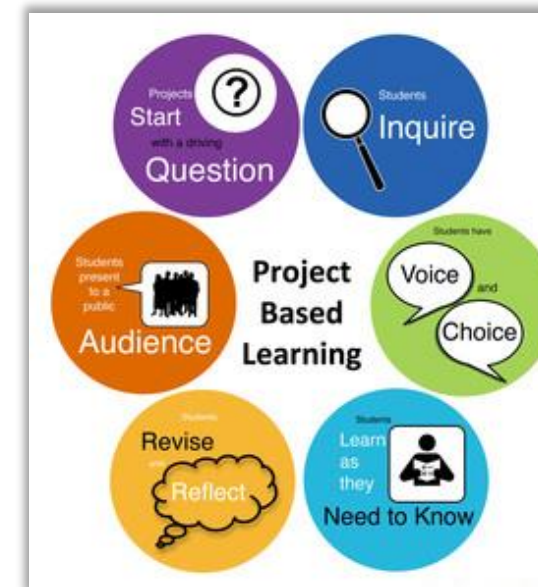 Projects
Start
with a driving
Question
?
Students
Inquire
Students have
Voice
and
Choice
Students
Learn
as
they
Need to Know
Students
Revise
and
Reflect
Students
present
to a
public
Audience
Project
Based
Learning